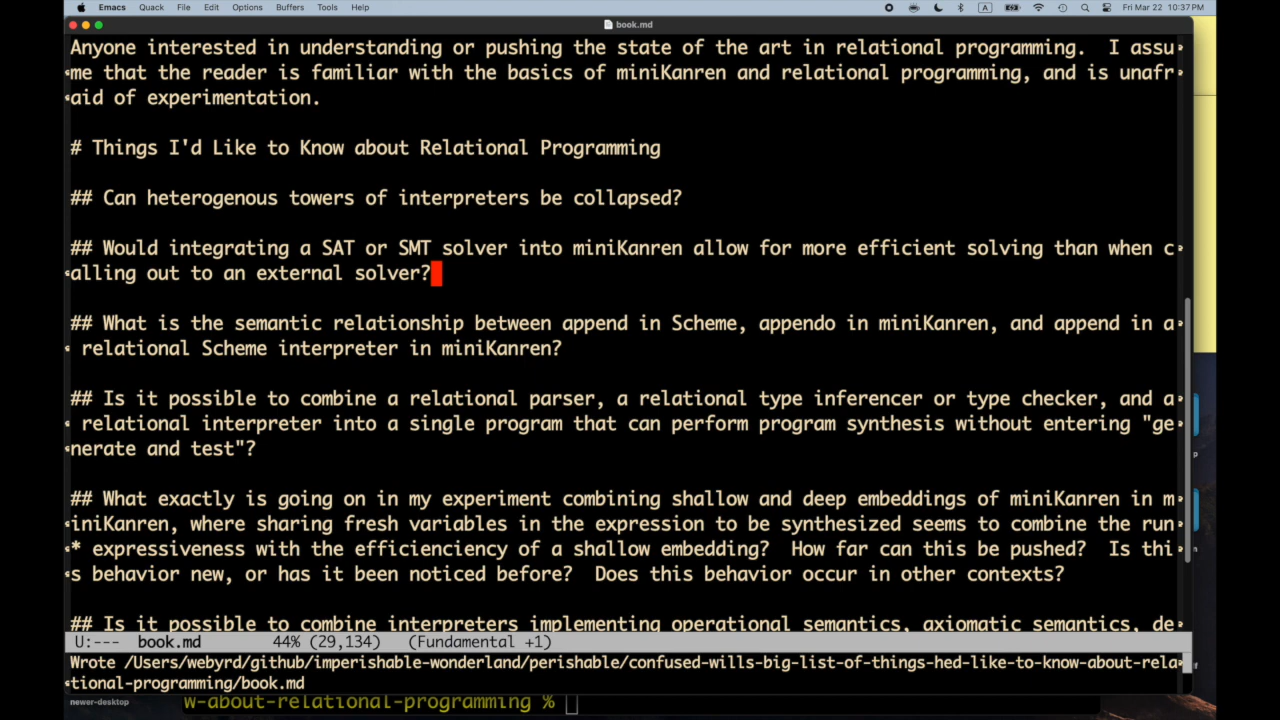 Emacs Quack File Edit Options Buffers Tools Help A Fri Mar 22 10:37 PM
book.md
Anyone interested in understanding or pushing the state of the art in relational programming.  I assu
me that the reader is familiar with the basics of miniKanren and relational programming, and is unafr
aid of experimentation.
# Things I'd Like to Know about Relational Programming
## Can heterogenous towers of interpreters be collapsed?
## Would integrating a SAT or SMT solver into miniKanren allow for more efficient solving than when c
alling out to an external solver?
## What is the semantic relationship between append in Scheme, appendo in miniKanren, and append in a
relational Scheme interpreter in miniKanren?
## Is it possible to combine a relational parser, a relational type inferencer or type checker, and a
relational interpreter into a single program that can perform program synthesis without entering "ge
nerate and test"?
## What exactly is going on in my experiment combining shallow and deep embeddings of miniKanren in m
iniKanren, where sharing fresh variables in the expression to be synthesized seems to combine the run
* expressiveness with the efficienciency of a shallow embedding?  How far can this be pushed?  Is thi
s behavior new, or has it been noticed before?  Does this behavior occur in other contexts?
## Is it possible to combine interpreters implementing operational semantics, axiomatic semantics, de
U:--- book.md 44% (29,134) (Fundamental +1)
Wrote /Users/webyrd/github/imperishable-wonderland/perishable/confused-wills-big-list-of-things-hed-like-to-know-about-rela
tional-programming/book.md
newer-desktop w-about-relational-programming %